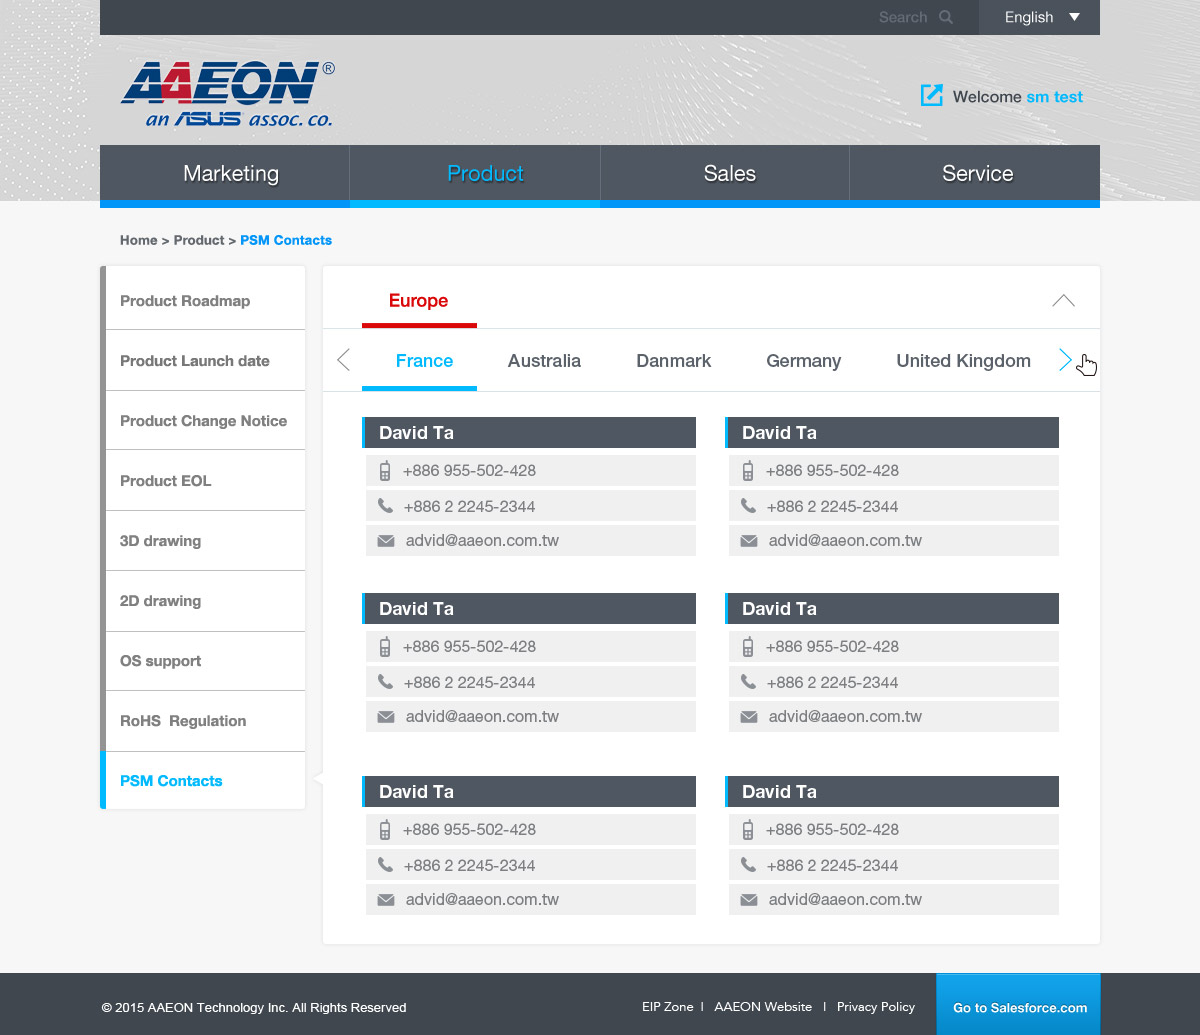 Search English
AAEON®
an ASUS assoc. co.
Welcome sm test
Marketing Product Sales Service
Home > Product > PSM Contacts
Product Roadmap
Product Launch date
Product Change Notice
Product EOL
3D drawing
2D drawing
OS support
RoHS Regulation
PSM Contacts
Europe
France Australia Danmark Germany United Kingdom
David Ta David Ta
+886 955-502-428 +886 955-502-428
+886 2 2245-2344 +886 2 2245-2344
advid@aaeon.com.tw advid@aaeon.com.tw
David Ta David Ta
+886 955-502-428 +886 955-502-428
+886 2 2245-2344 +886 2 2245-2344
advid@aaeon.com.tw advid@aaeon.com.tw
David Ta David Ta
+886 955-502-428 +886 955-502-428
+886 2 2245-2344 +886 2 2245-2344
advid@aaeon.com.tw advid@aaeon.com.tw
© 2015 AAEON Technology Inc. All Rights Reserved EIP Zone | AAEON Website | Privacy Policy Go to Salesforce.com